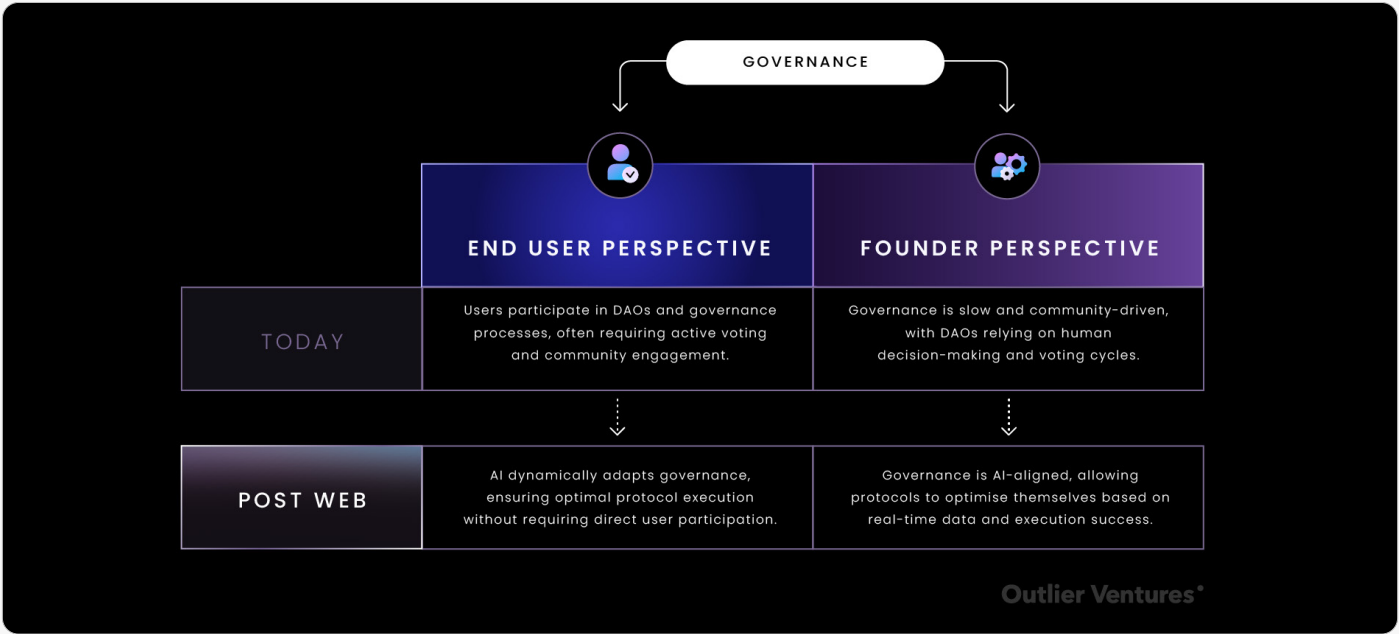 GOVERNANCE
END USER PERSPECTIVE
FOUNDER PERSPECTIVE
TODAY
Users participate in DAOs and governance
processes, often requiring active voting
and community engagement.
Governance is slow and community-driven,
with DAOs relying on human
decision-making and voting cycles.
POST WEB
AI dynamically adapts governance,
ensuring optimal protocol execution
without requiring direct user participation.
Governance is AI-aligned, allowing
protocols to optimise themselves based on
real-time data and execution success.
Outlier Ventures